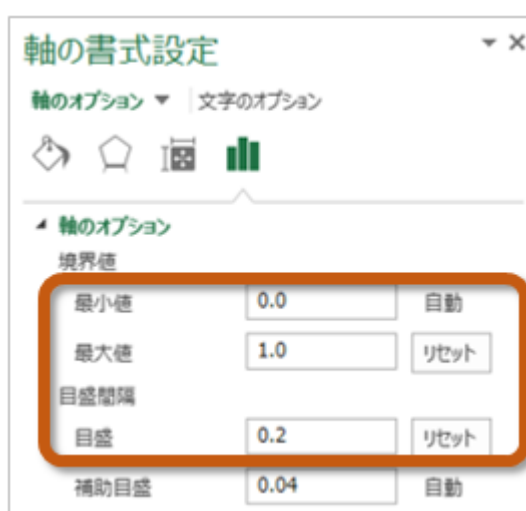 軸の書式設定
軸のオプション 文字のオプション
軸のオプション
境界値
最小値 0.0 自動
最大値 1.0 リセット
目盛間隔
目盛 0.2 リセット
補助目盛 0.04 自動